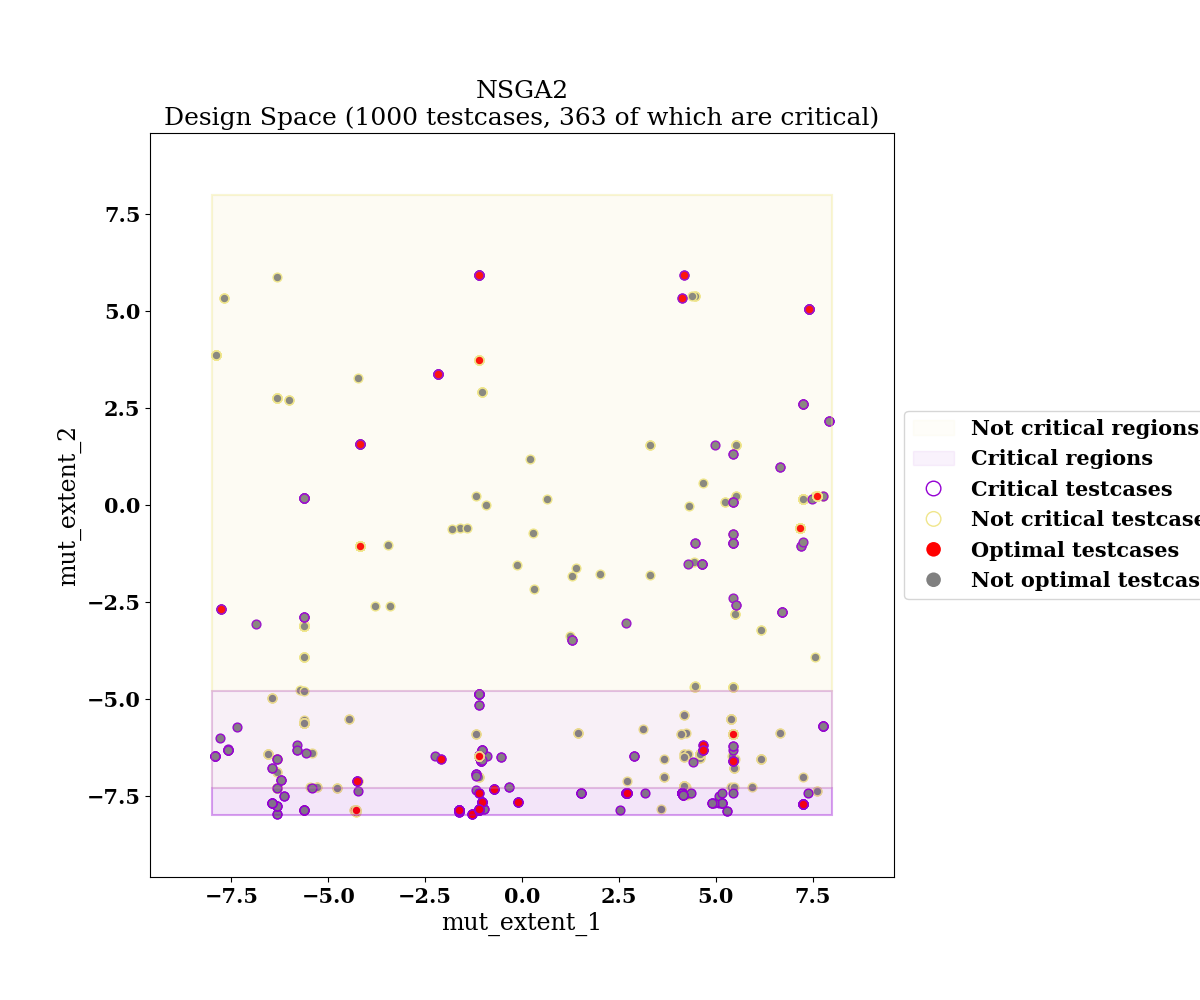 NSGA2
Design Space (1000 testcases, 363 of which are critical)
mut_extent_2
7.5
5.0
2.5
0.0
−2.5
−5.0
−7.5
−7.5 −5.0 −2.5 0.0 2.5 5.0 7.5
mut_extent_1
Not critical regions
Critical regions
Critical testcases
Not critical testcase
Optimal testcases
Not optimal testcas